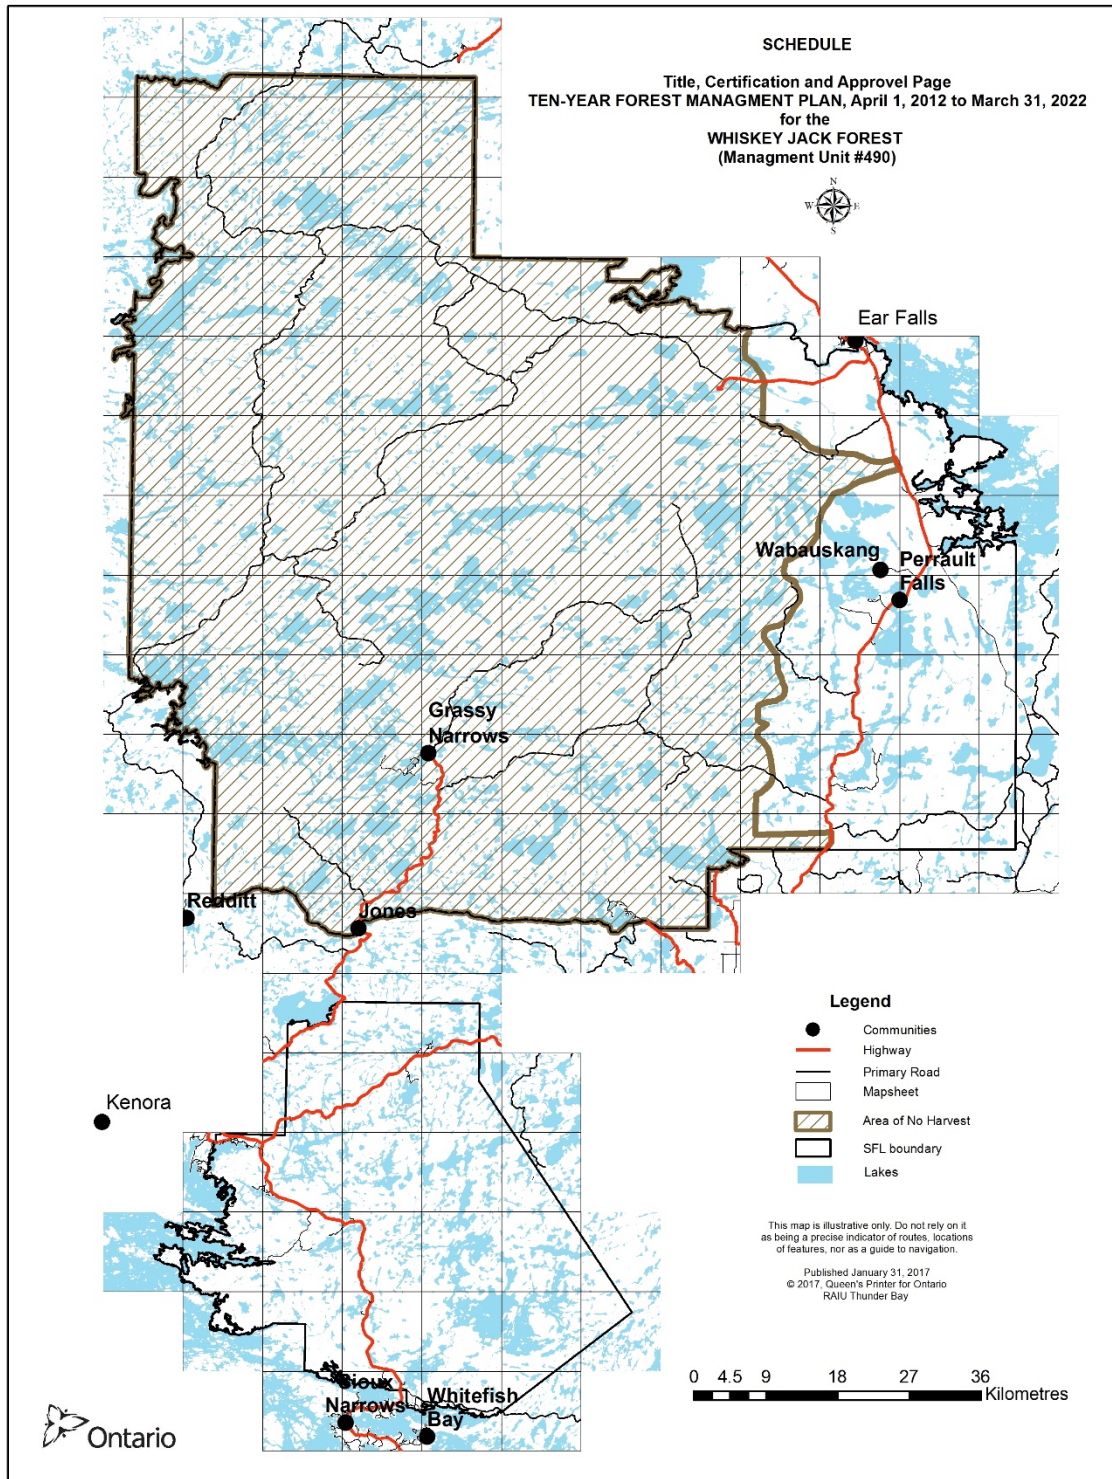 SCHEDULE
Title, Certification and Approvel Page
TEN-YEAR FOREST MANAGMENT PLAN, April 1, 2012 to March 31, 2022
for the
WHISKEY JACK FOREST
(Managment Unit #490)
N
W E
S
Ear Falls
Wabauskang
Perrault
Falls
Grassy
Narrows
Redditt
Jones
Kenora
Sioux
Narrows
Whitefish
Bay
Legend
Communities
Highway
Primary Road
Mapsheet
Area of No Harvest
SFL boundary
Lakes
This map is illustrative only. Do not rely on it
as being a precise indicator of routes, locations
of features, nor as a guide to navigation.
Published January 31, 2017
© 2017, Queen's Printer for Ontario
RAIU Thunder Bay
0 4.5 9 18 27 36
Kilometres
Ontario